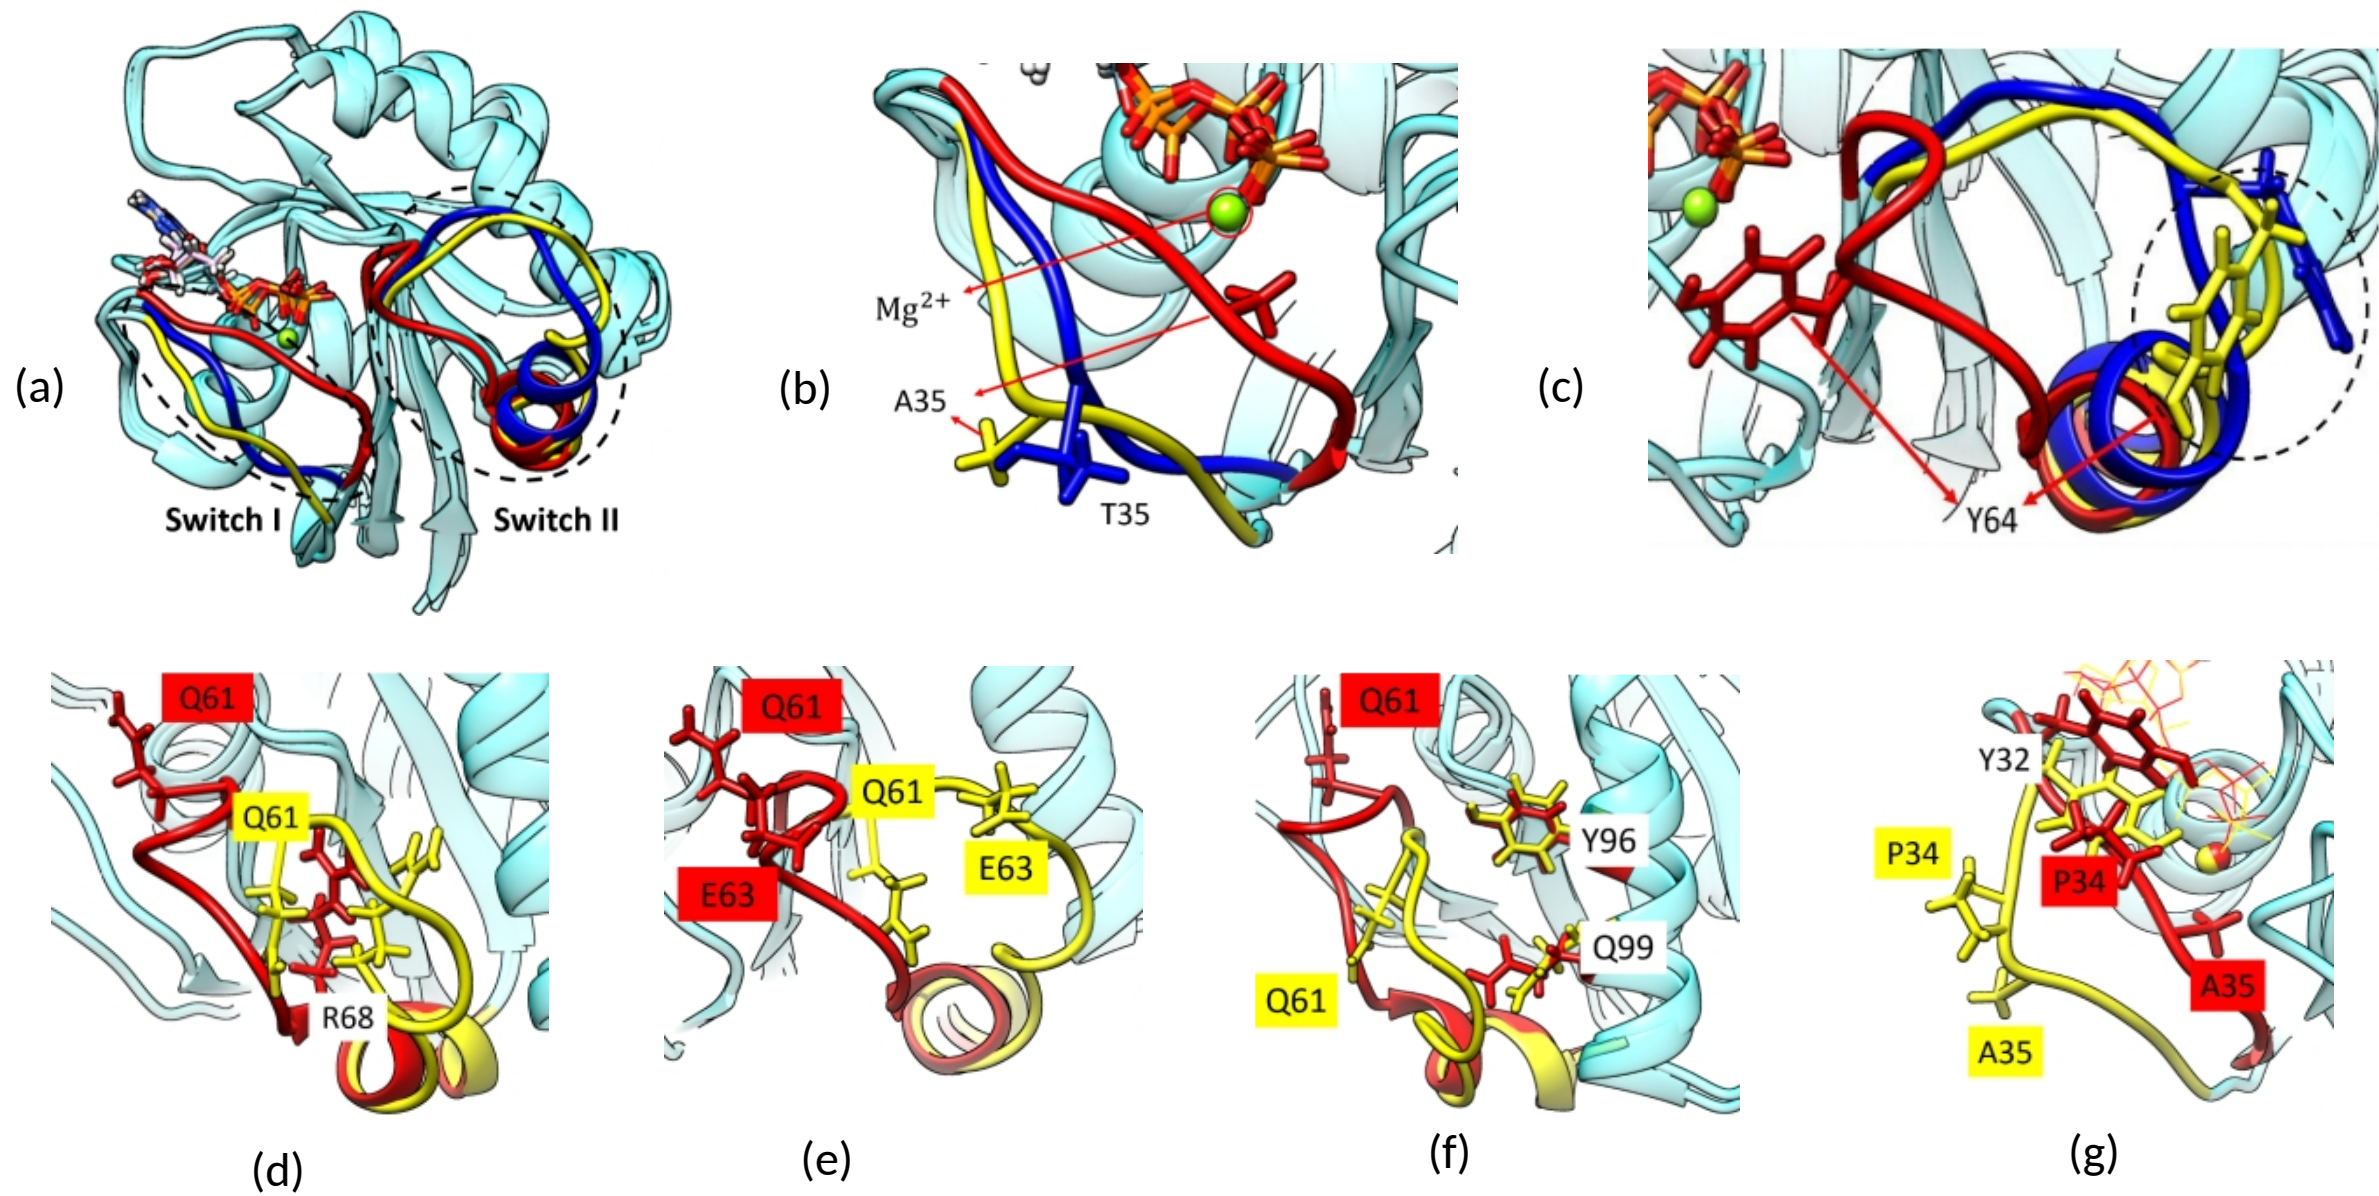 (a)
Switch I
Switch II
(b)
Mg²⁺
A35
T35
(c)
Y64
Q61
Q61
R68
(d)
Q61
Q61
E63
E63
(e)
Q61
Y96
Q99
Q61
(f)
Y32
P34
P34
A35
A35
(g)